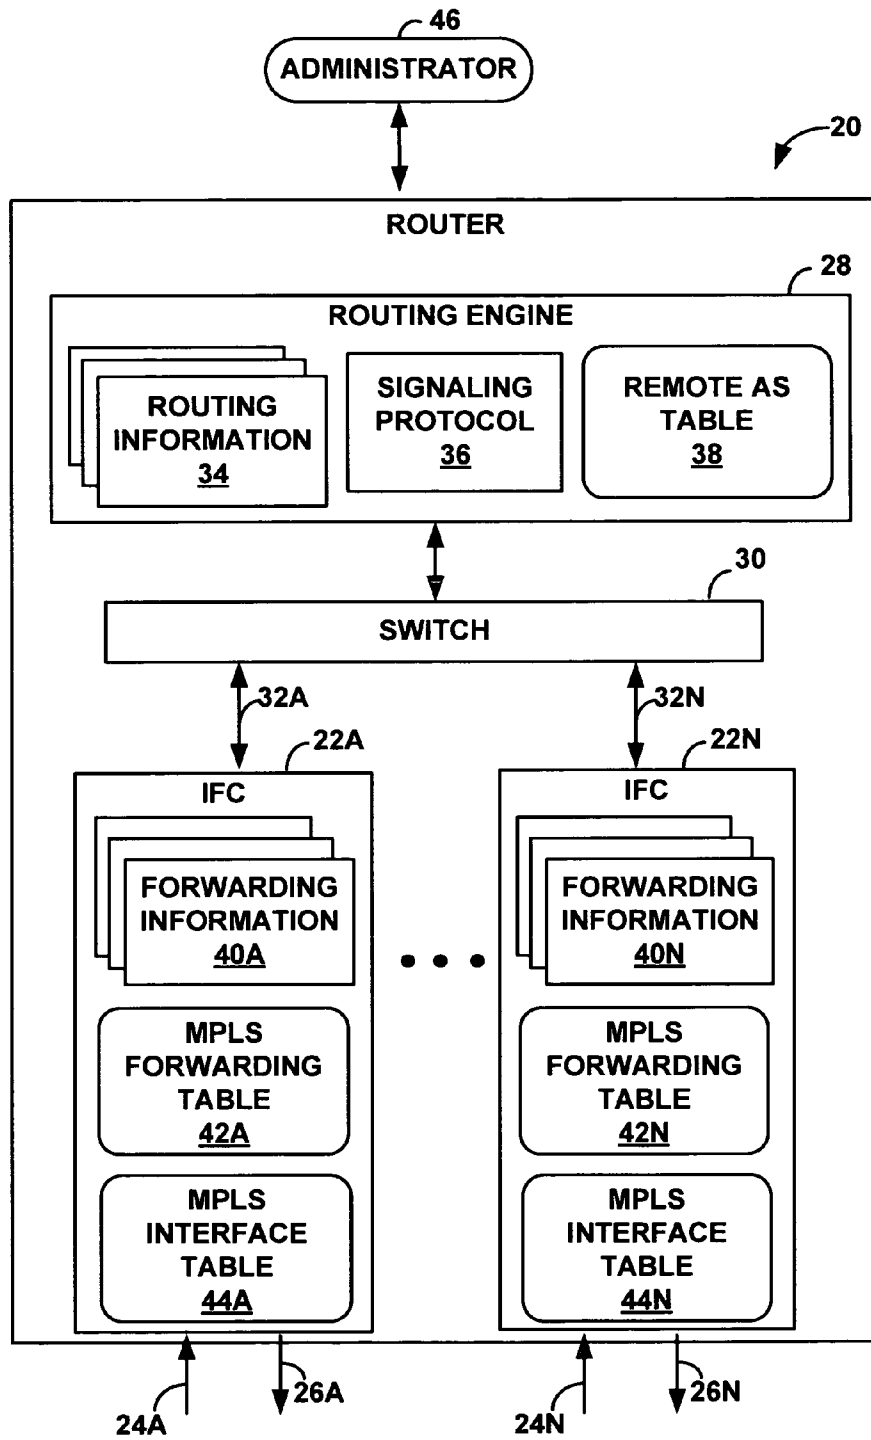 46
ADMINISTRATOR
20
ROUTER
28
ROUTING ENGINE
ROUTING
INFORMATION
34
SIGNALING
PROTOCOL
36
REMOTE AS
TABLE
38
30
SWITCH
32A
32N
22A
IFC
FORWARDING
INFORMATION
40A
MPLS
FORWARDING
TABLE
42A
MPLS
INTERFACE
TABLE
44A
22N
IFC
FORWARDING
INFORMATION
40N
MPLS
FORWARDING
TABLE
42N
MPLS
INTERFACE
TABLE
44N
24A
26A
24N
26N